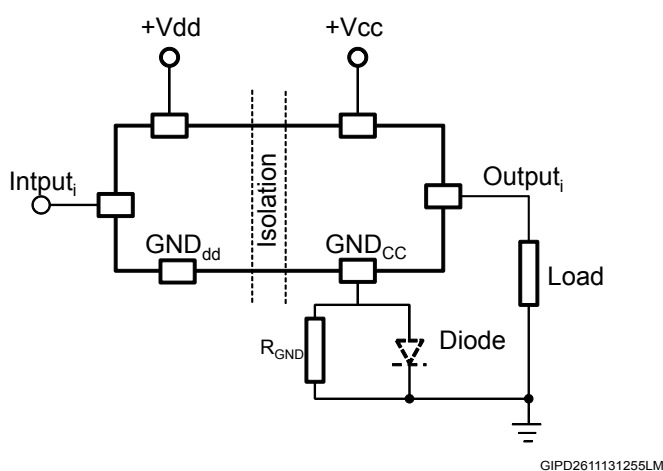 +Vdd
+Vcc
Intput_i
Isolation
Output_i
GND_dd
GND_CC
Load
R_GND
Diode
GIPD2611131255LM